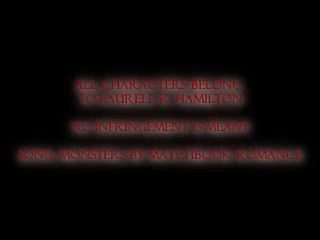 ALL CHARACTERS BELONG
TO LAURELL K. HAMILTON
NO INFRINGEMENT IS MEANT
SONG: MONSTERS BY MATCHBOOK ROMANCE